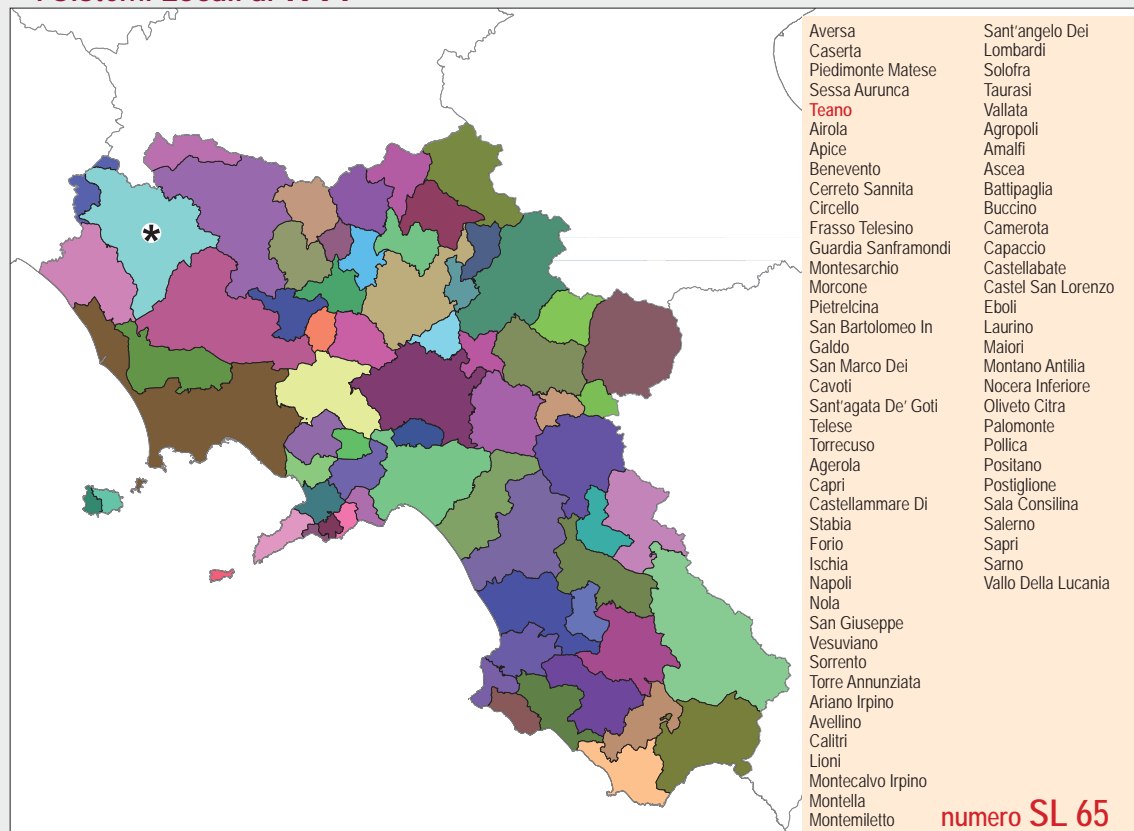 Aversa
Caserta
Piedimonte Matese
Sessa Aurunca
Teano
Airola
Apice
Benevento
Cerreto Sannita
Circello
Frasso Telesino
Guardia Sanframondi
Montesarchio
Morcone
Pietrelcina
San Bartolomeo In
Galdo
San Marco Dei
Cavoti
Sant'agata De' Goti
Telese
Torrecuso
Agerola
Capri
Castellammare Di
Stabia
Forio
Ischia
Napoli
Nola
San Giuseppe
Vesuviano
Sorrento
Torre Annunziata
Ariano Irpino
Avellino
Calitri
Lioni
Montecalvo Irpino
Montella
Montemiletto
Sant'angelo Dei
Lombardi
Solofra
Taurasi
Vallata
Agropoli
Amalfi
Ascea
Battipaglia
Buccino
Camerota
Capaccio
Castellabate
Castel San Lorenzo
Eboli
Laurino
Maiori
Montano Antilia
Nocera Inferiore
Oliveto Citra
Palomonte
Pollica
Positano
Postiglione
Sala Consilina
Salerno
Sapri
Sarno
Vallo Della Lucania
numero SL 65
*